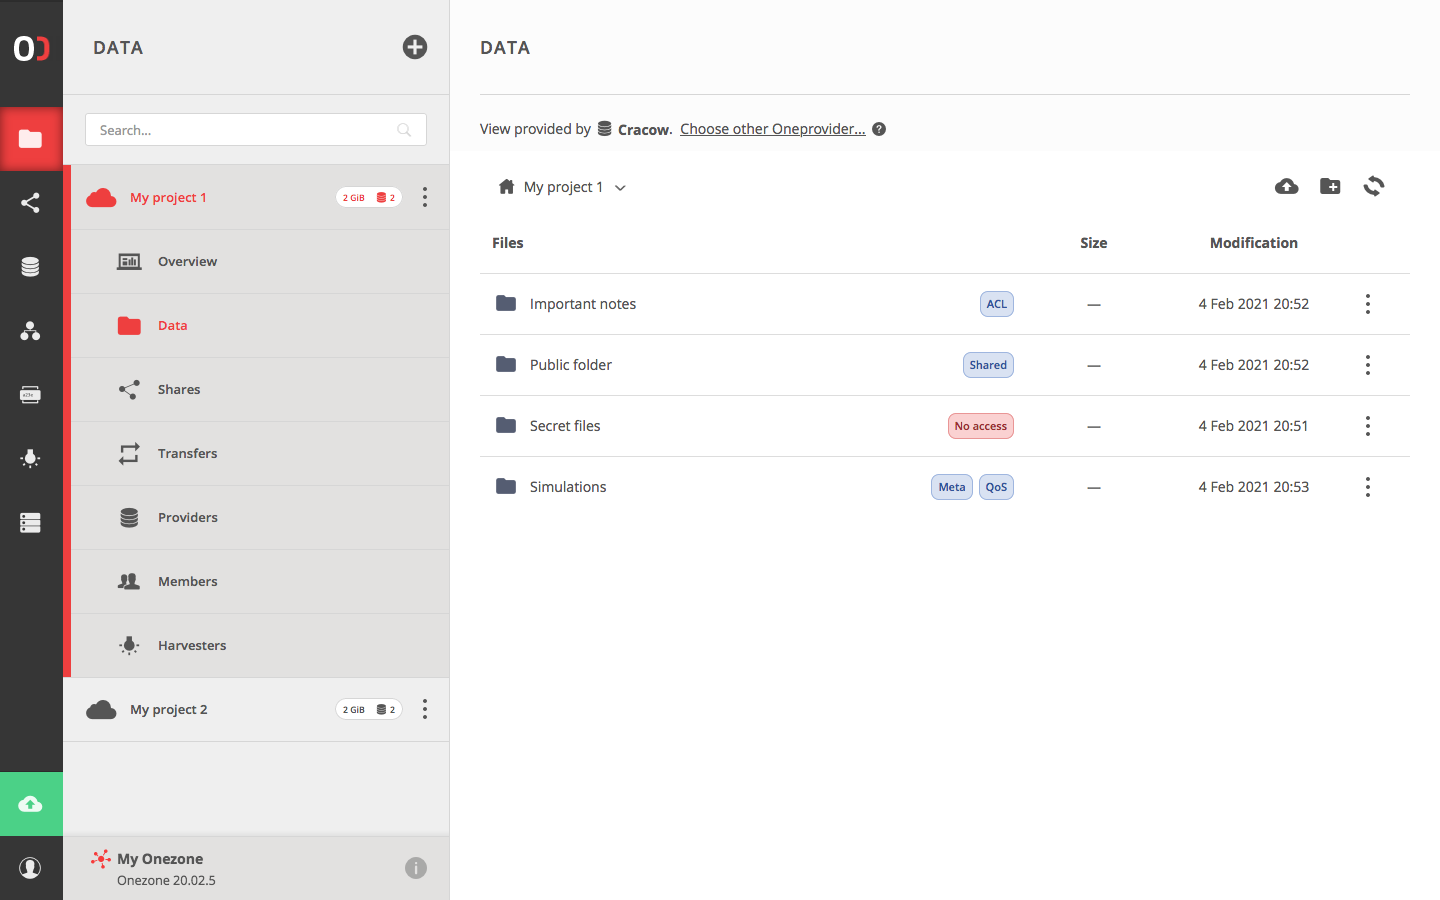 DATA
Search...
My project 1
2 GiB 2
Overview
Data
Shares
Transfers
Providers
Members
Harvesters
My project 2
2 GiB 2
My Onezone
Onezone 20.02.5
DATA
View provided by Cracow. Choose other Oneprovider...
My project 1
Files Size Modification
Important notes ACL — 4 Feb 2021 20:52
Public folder Shared — 4 Feb 2021 20:52
Secret files No access — 4 Feb 2021 20:51
Simulations Meta QoS — 4 Feb 2021 20:53